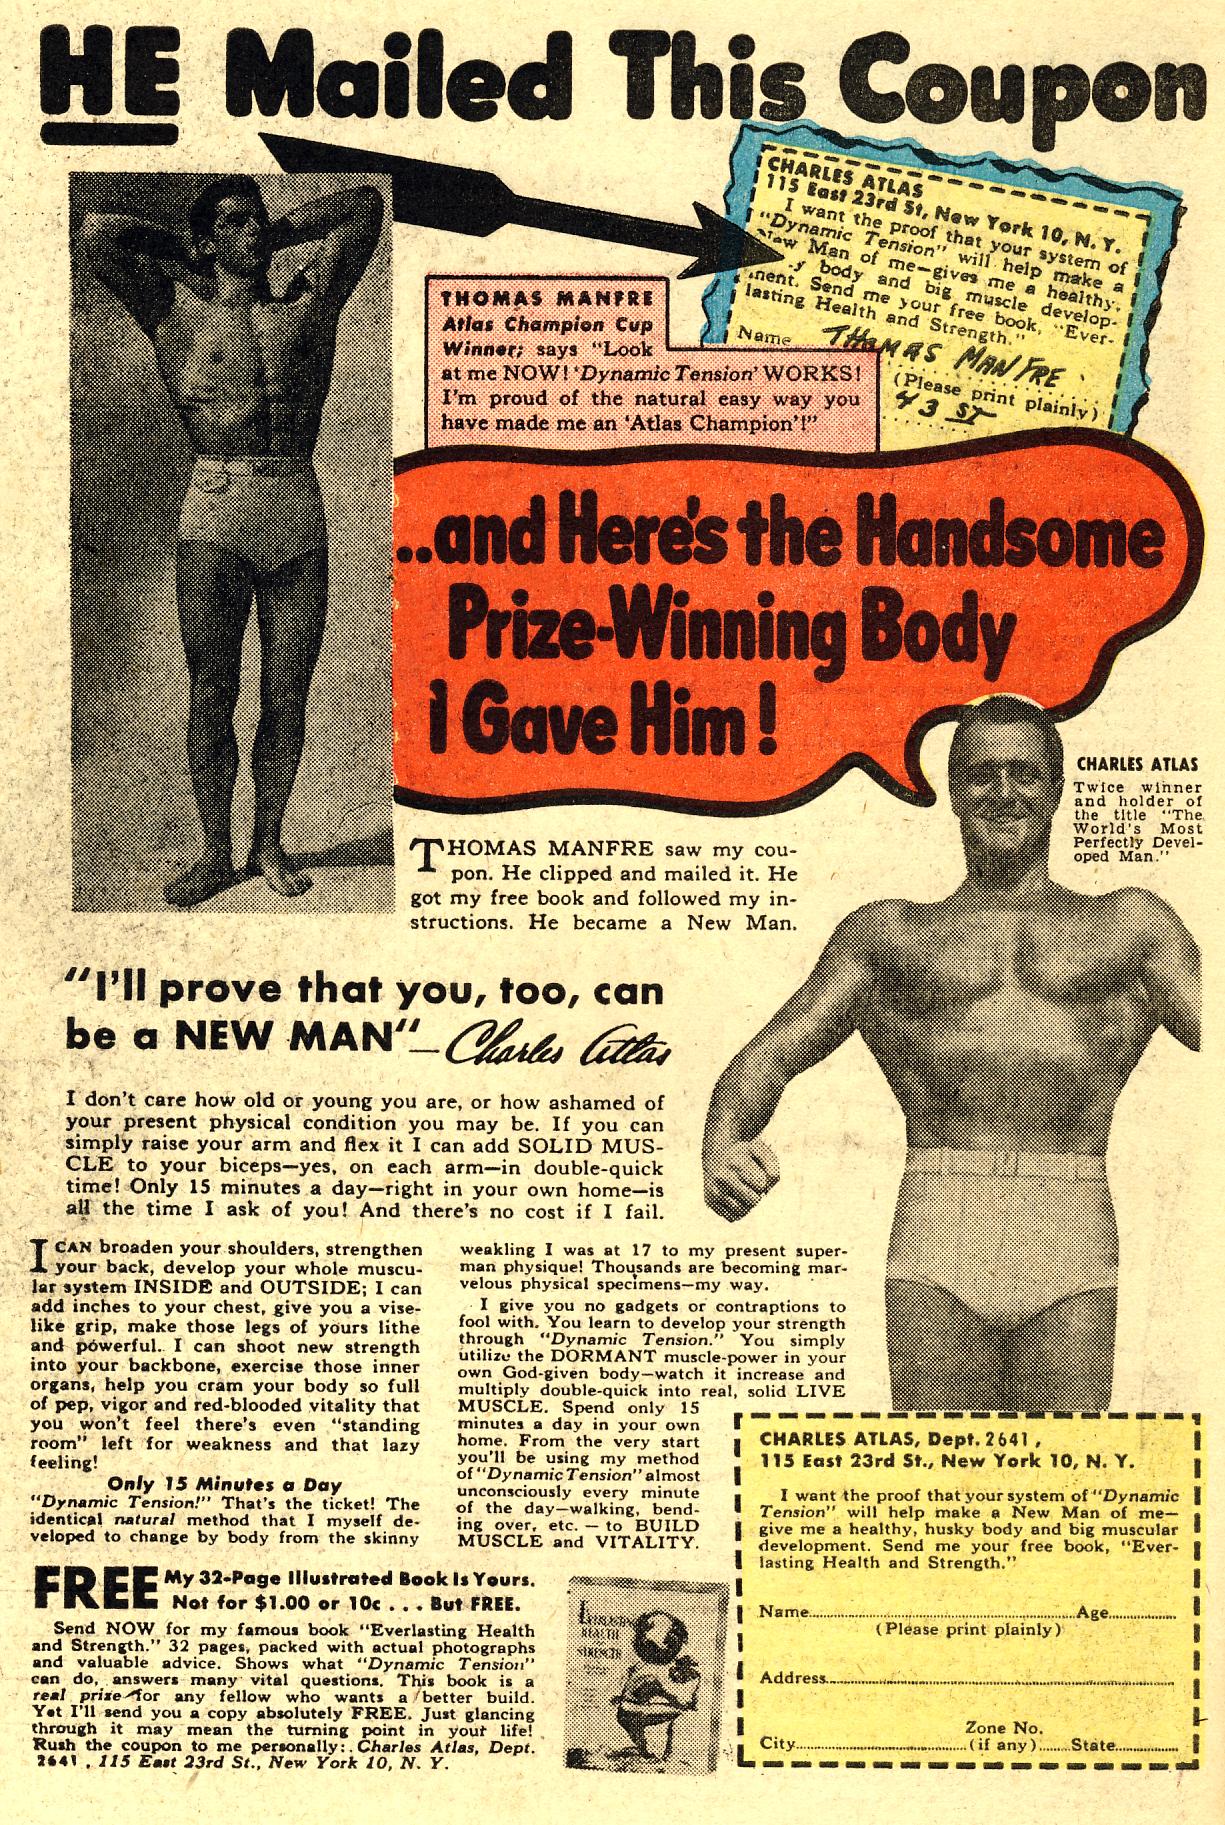 HE Mailed This Coupon
CHARLES ATLAS
115 East 23rd St, New York 10, N. Y.
I want the proof that your system of
"Dynamic Tension" will help make a
New Man of me—gives me a healthy,
body and big muscle develop-
ment. Send me your free book, "Ever-
lasting Health and Strength."
Name THOMAS MANFRE
(Please print plainly)
43 ST
THOMAS MANFRE
Atlas Champion Cup
Winner; says "Look
at me NOW! 'Dynamic Tension' WORKS!
I'm proud of the natural easy way you
have made me an 'Atlas Champion'!"
..and Here's the Handsome
Prize-Winning Body
I Gave Him!
CHARLES ATLAS
Twice winner
and holder of
the title "The
World's Most
Perfectly Devel-
oped Man."
THOMAS MANFRE saw my cou-
pon. He clipped and mailed it. He
got my free book and followed my in-
structions. He became a New Man.
"I'll prove that you, too, can
be a NEW MAN"—Charles Atlas
I don't care how old or young you are, or how ashamed of
your present physical condition you may be. If you can
simply raise your arm and flex it I can add SOLID MUS-
CLE to your biceps—yes, on each arm—in double-quick
time! Only 15 minutes a day—right in your own home—is
all the time I ask of you! And there's no cost if I fail.
I CAN broaden your shoulders, strengthen
your back, develop your whole muscu-
lar system INSIDE and OUTSIDE; I can
add inches to your chest, give you a vise-
like grip, make those legs of yours lithe
and powerful. I can shoot new strength
into your backbone, exercise those inner
organs, help you cram your body so full
of pep, vigor and red-blooded vitality that
you won't feel there's even "standing
room" left for weakness and that lazy
feeling!
Only 15 Minutes a Day
"Dynamic Tension!" That's the ticket! The
identical natural method that I myself de-
veloped to change by body from the skinny
weakling I was at 17 to my present super-
man physique! Thousands are becoming mar-
velous physical specimens—my way.
I give you no gadgets or contraptions to
fool with. You learn to develop your strength
through "Dynamic Tension." You simply
utilize the DORMANT muscle-power in your
own God-given body—watch it increase and
multiply double-quick into real, solid LIVE
MUSCLE. Spend only 15
minutes a day in your own
home. From the very start
you'll be using my method
of "Dynamic Tension" almost
unconsciously every minute
of the day—walking, bend-
ing over, etc. — to BUILD
MUSCLE and VITALITY.
FREE My 32-Page Illustrated Book Is Yours.
Not for $1.00 or 10c . . . But FREE.
Send NOW for my famous book "Everlasting Health
and Strength." 32 pages, packed with actual photographs
and valuable advice. Shows what "Dynamic Tension"
can do, answers many vital questions. This book is a
real prize for any fellow who wants a better build.
Yet I'll send you a copy absolutely FREE. Just glancing
through it may mean the turning point in your life!
Rush the coupon to me personally: Charles Atlas, Dept.
2641, 115 East 23rd St., New York 10, N. Y.
EVERLASTING
HEALTH
STRENGTH
CHARLES ATLAS, Dept. 2641,
115 East 23rd St., New York 10, N. Y.
I want the proof that your system of "Dynamic
Tension" will help make a New Man of me—
give me a healthy, husky body and big muscular
development. Send me your free book, "Ever-
lasting Health and Strength."
Name Age
(Please print plainly)
Address
Zone No.
City (if any) State